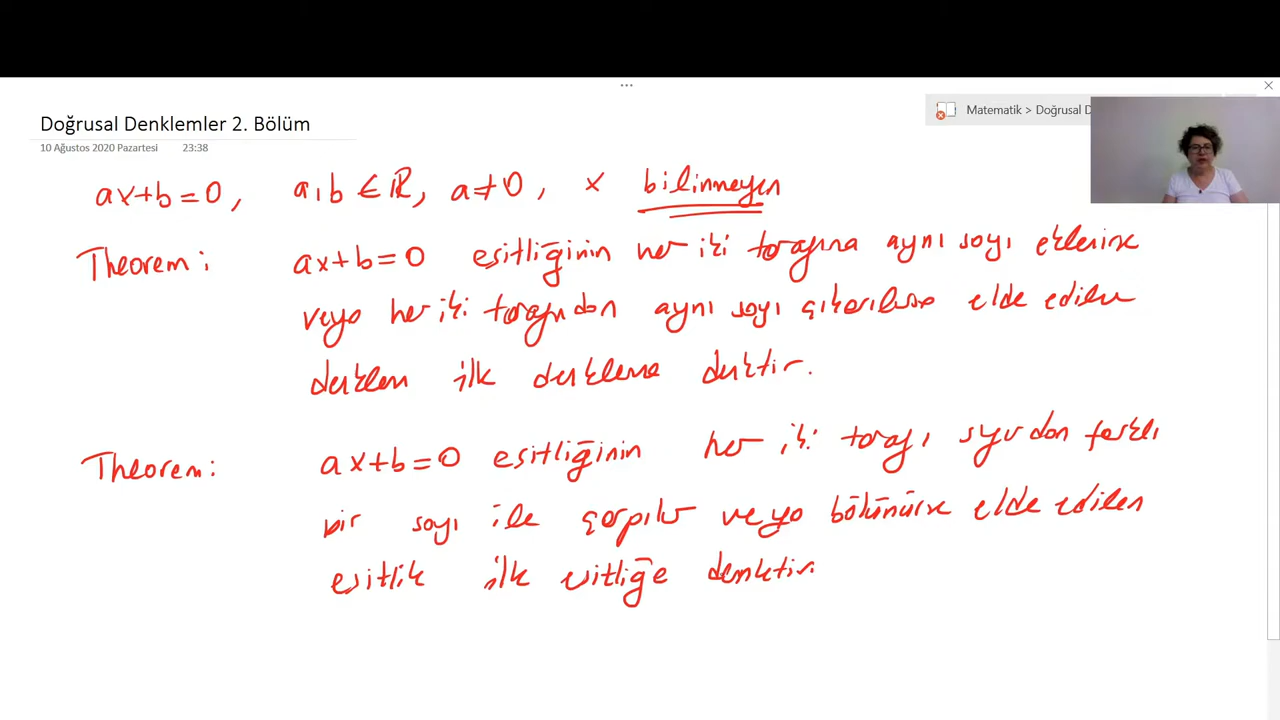 Matematik > Doğrusal D
Doğrusal Denklemler 2. Bölüm
10 Ağustos 2020 Pazartesi 23:38
ax+b=0, a,b ∈ ℝ, a≠0, x bilinmeyen
Theorem: ax+b=0 eşitliğinin her iki tarafına aynı sayı eklenirse
veya her iki tarafından aynı sayı çıkarılırsa elde edilen
denklem ilk denkleme denktir.
Theorem: ax+b=0 eşitliğinin her iki tarafı sıfırdan farklı
bir sayı ile çarpılır veya bölünürse elde edilen
eşitlik ilk eşitliğe denktir